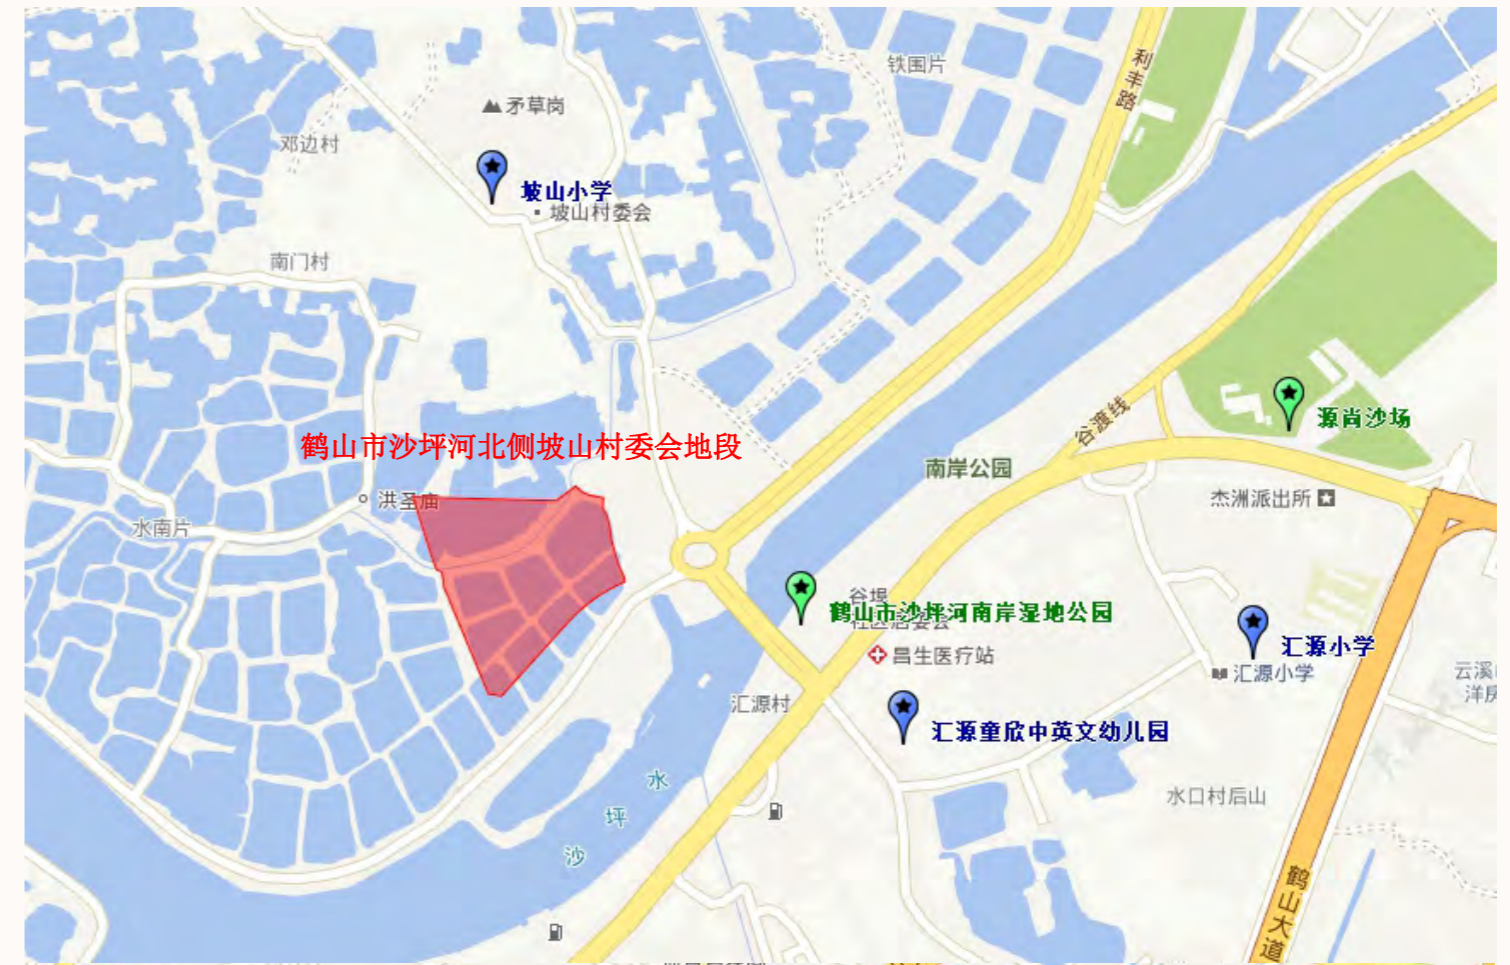 铁围片
利丰路
矛草岗
邓边村
坡山小学
坡山村委会
南门村
谷渡线
源尚沙场
鹤山市沙坪河北侧坡山村委会地段
南岸公园
洪圣庙
杰洲派出所
水南片
谷埠
鹤山市沙坪河南岸湿地公园
昌生医疗站
汇源小学
汇源小学
云溪
洋房
汇源村
汇源童欣中英文幼儿园
水
坪
沙
水口村后山
鹤山大道